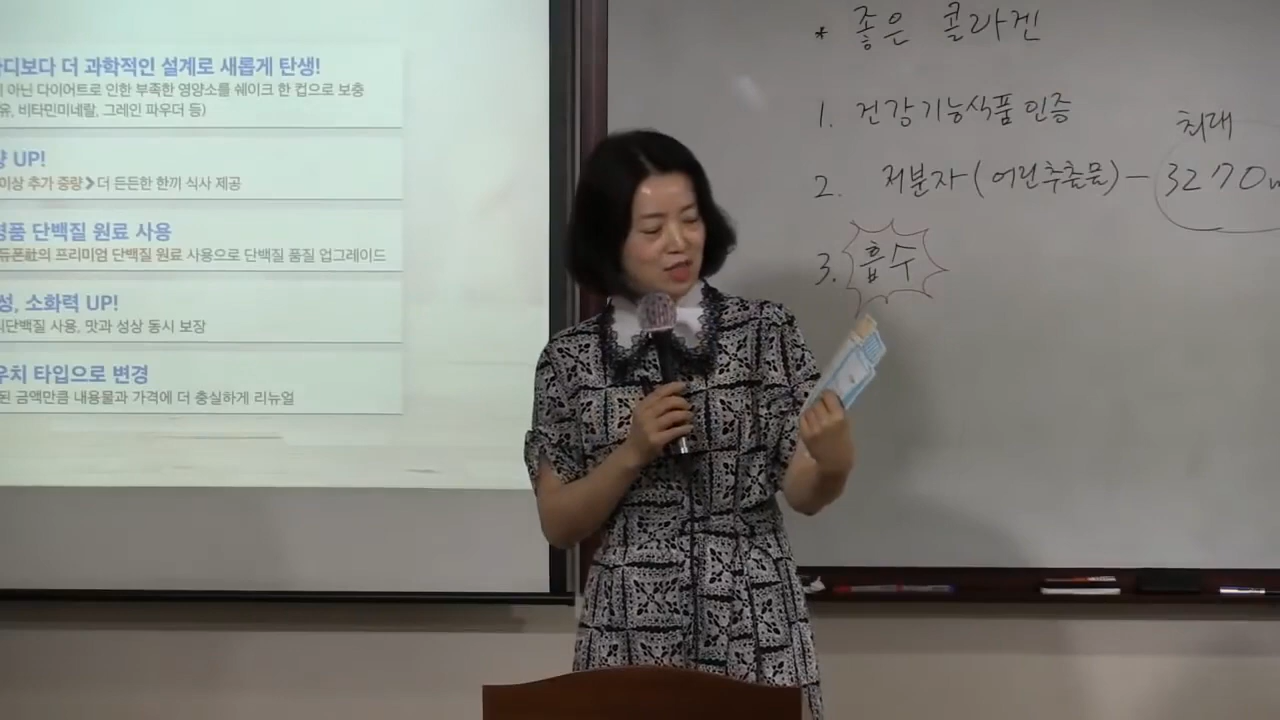 디보다 더 과학적인 설계로 새롭게 탄생!
아닌 다이어트로 인한 부족한 영양소를 쉐이크 한 컵으로 보충
유, 비타민미네랄, 그레인 파우더 등)
량 UP!
이상 추가 증량 > 더 든든한 한끼 식사 제공
명품 단백질 원료 사용
듀폰社의 프리미엄 단백질 원료 사용으로 단백질 품질 업그레이드
성, 소화력 UP!
단백질 사용, 맛과 성상 동시 보장
우치 타입으로 변경
된 금액만큼 내용물과 가격에 더 충실하게 리뉴얼
* 좋은 콜라겐
1. 건강기능식품 인증
최대
2. 저분자 (어린추출물) - 3270m
3. 흡수